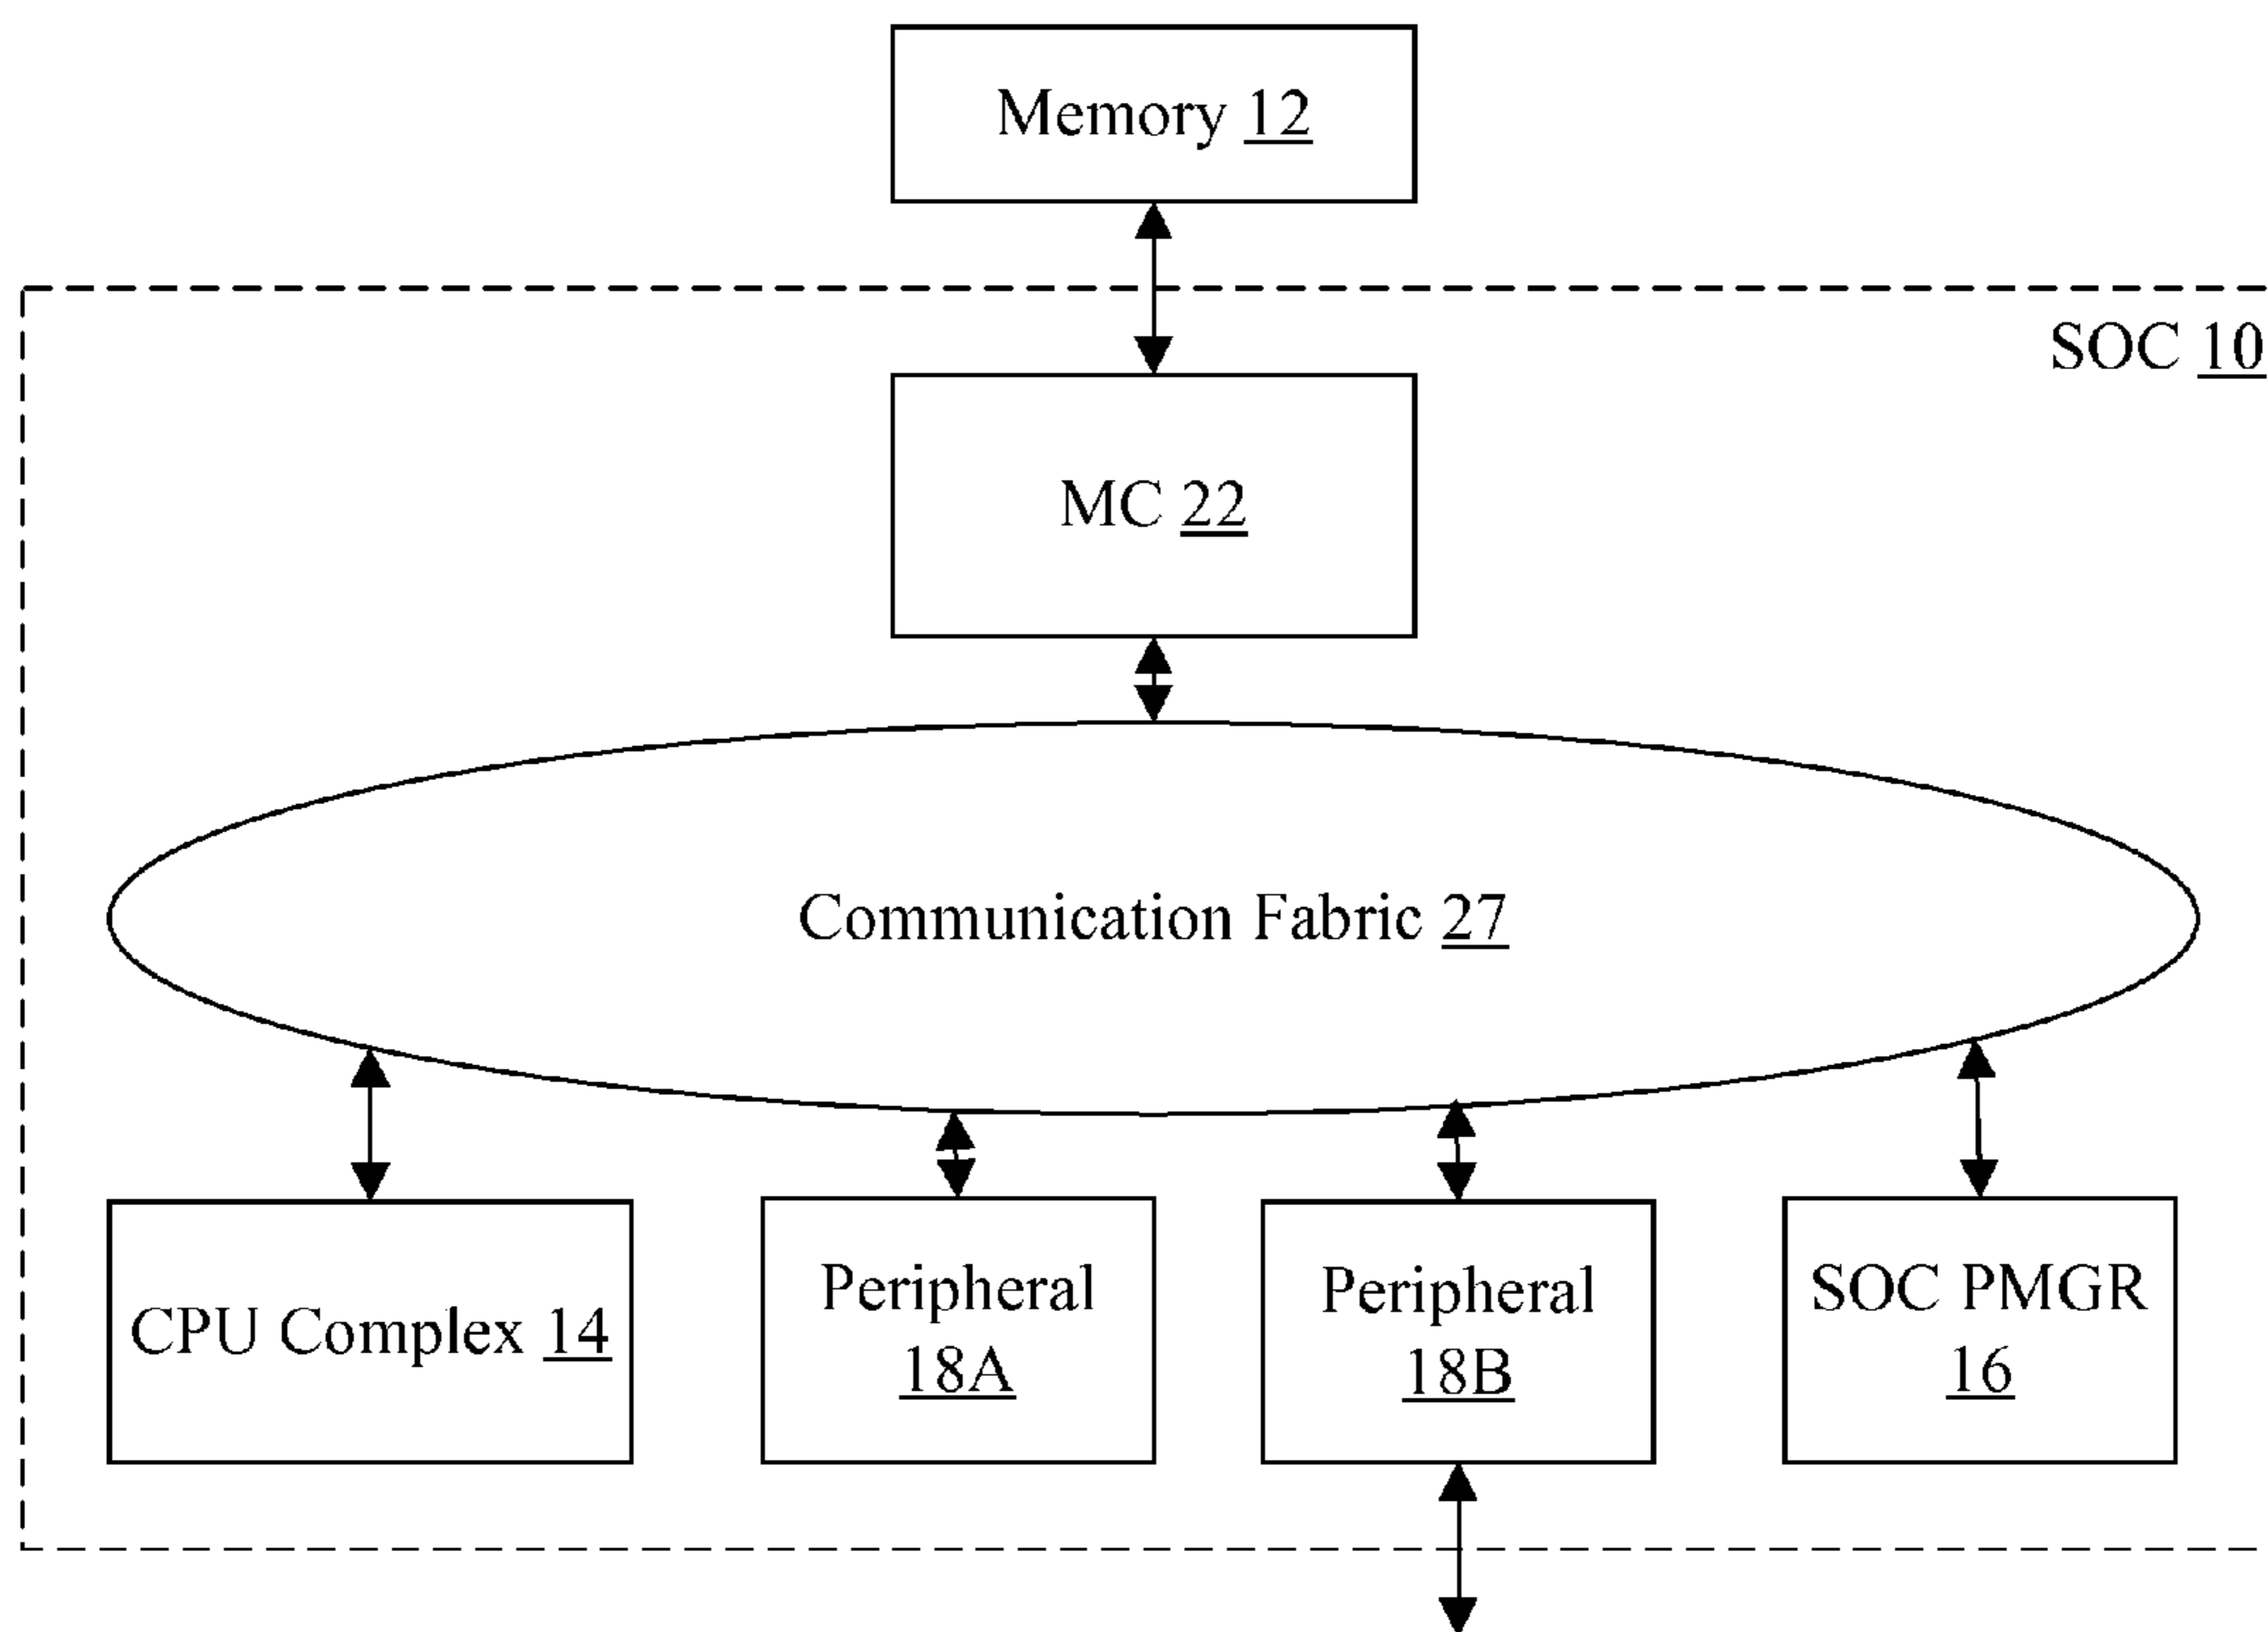 Memory 12
SOC 10
MC 22
Communication Fabric 27
CPU Complex 14
Peripheral
18A
Peripheral
18B
SOC PMGR
16